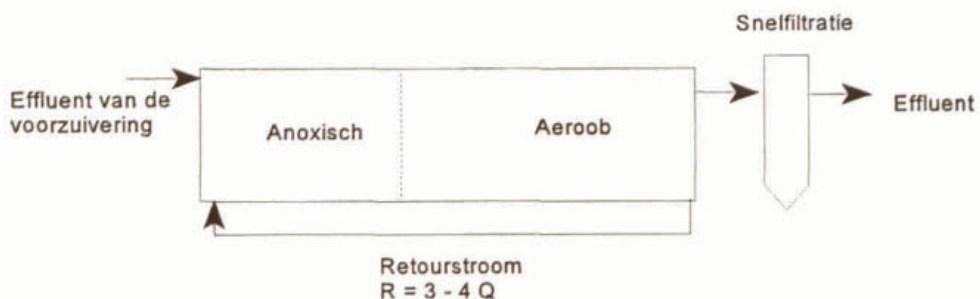 Snelfiltratie
Effluent van de
voorzuivering
Anoxisch
Aeroob
Effluent
Retourstroom
R = 3 - 4 Q